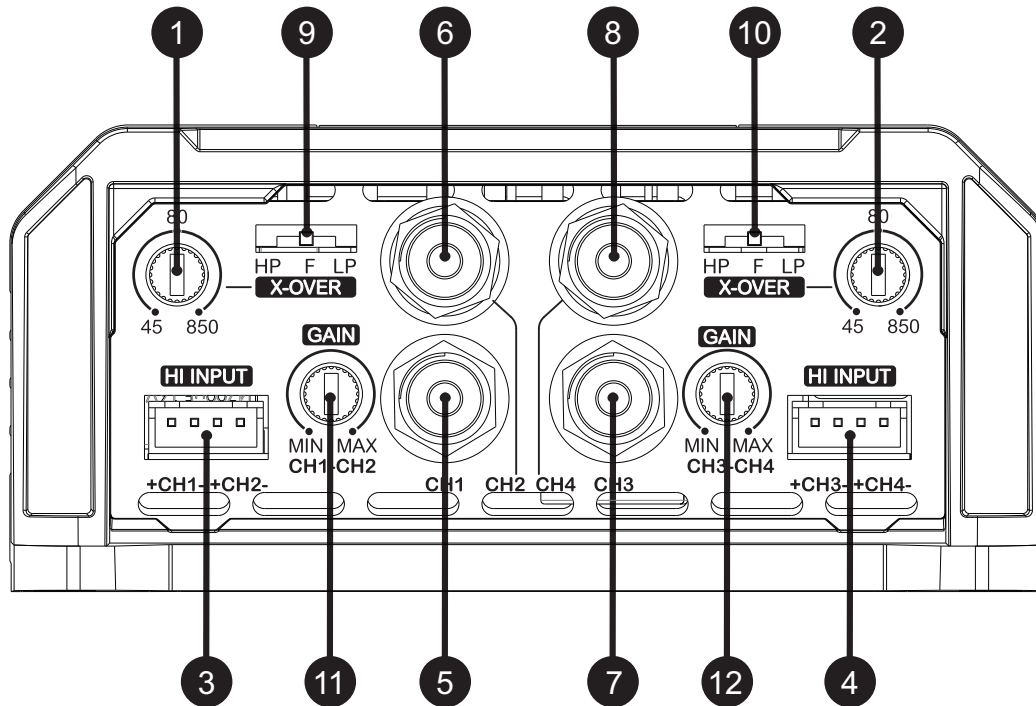 1 9 6 8 10 2
80 80
HP F LP HP F LP
X-OVER X-OVER
45 850 45 850
GAIN GAIN
HI INPUT HI INPUT
MIN MAX MIN MAX
CH1-CH2 CH3-CH4
+CH1-+CH2- CH1 CH2 CH4 CH3 +CH3-+CH4-
3 11 5 7 12 4